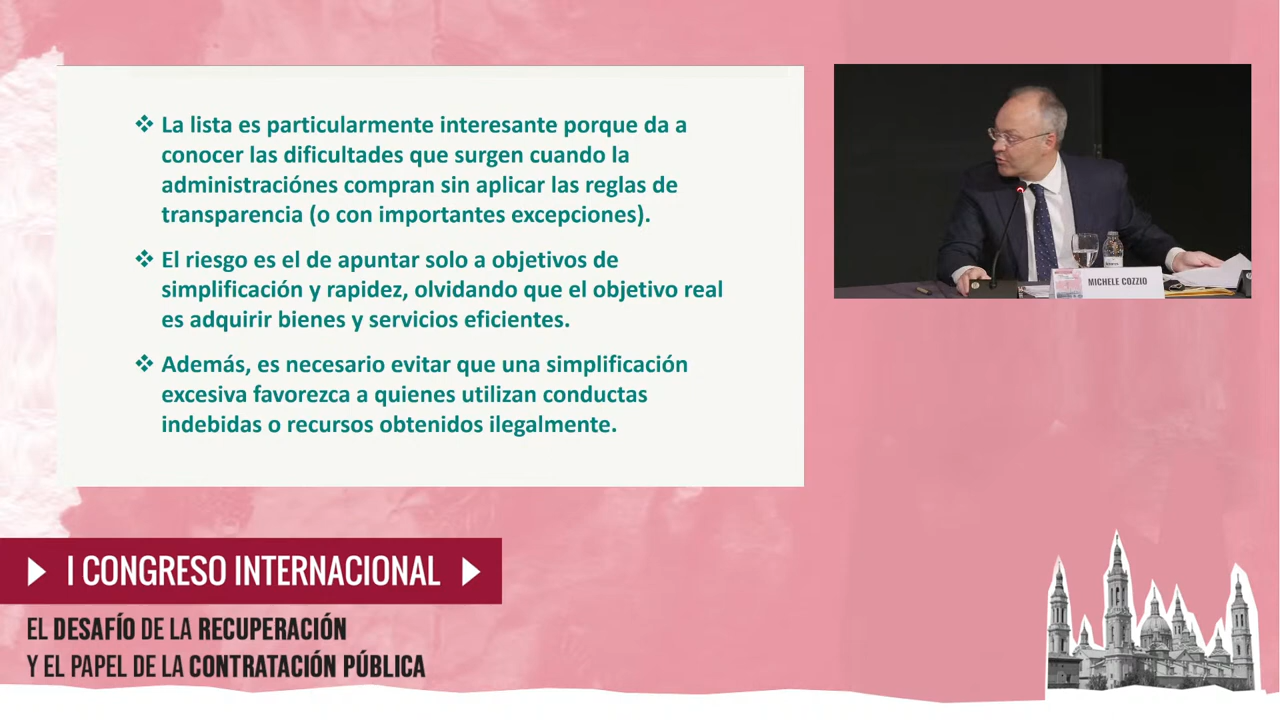 ❖ La lista es particularmente interesante porque da a
conocer las dificultades que surgen cuando la
administraciónes compran sin aplicar las reglas de
transparencia (o con importantes excepciones).
❖ El riesgo es el de apuntar solo a objetivos de
simplificación y rapidez, olvidando que el objetivo real
es adquirir bienes y servicios eficientes.
❖ Además, es necesario evitar que una simplificación
excesiva favorezca a quienes utilizan conductas
indebidas o recursos obtenidos ilegalmente.
MICHELE COZZIO
I CONGRESO INTERNACIONAL
EL DESAFÍO DE LA RECUPERACIÓN
Y EL PAPEL DE LA CONTRATACIÓN PÚBLICA